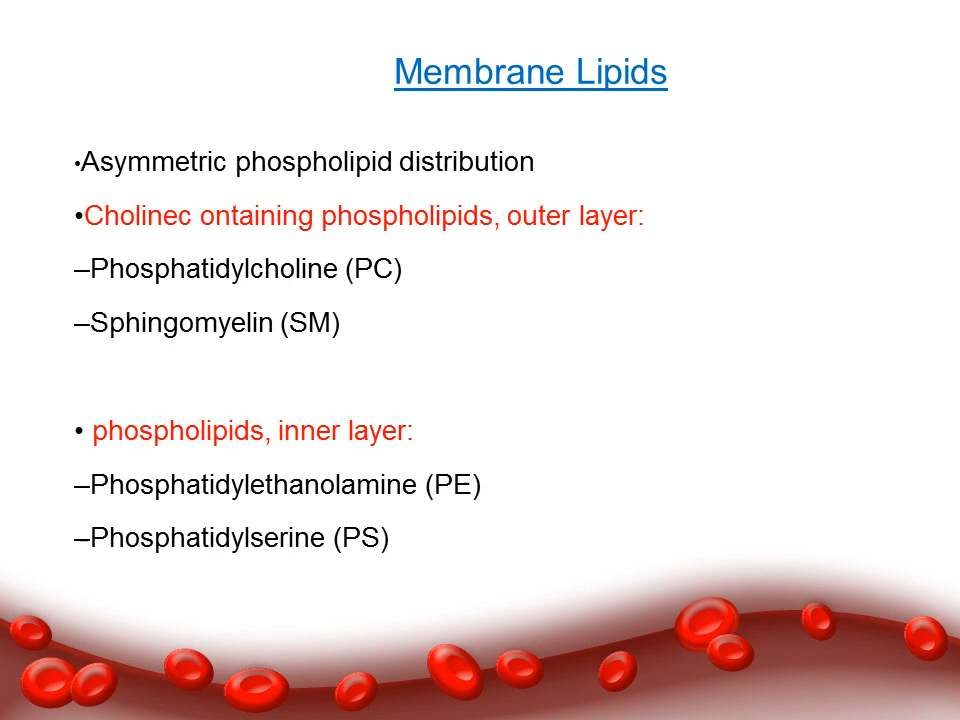 Membrane Lipids
•Asymmetric phospholipid distribution
•Cholinec ontaining phospholipids, outer layer:
–Phosphatidylcholine (PC)
–Sphingomyelin (SM)
• phospholipids, inner layer:
–Phosphatidylethanolamine (PE)
–Phosphatidylserine (PS)